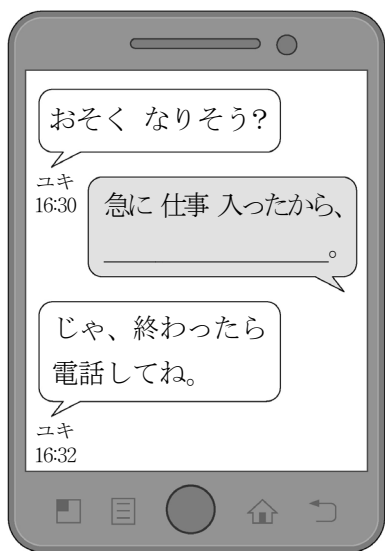 おそく なりそう?
ユキ
16:30
急に 仕事 入ったから、
____________________。
じゃ、終わったら
電話してね。
ユキ
16:32